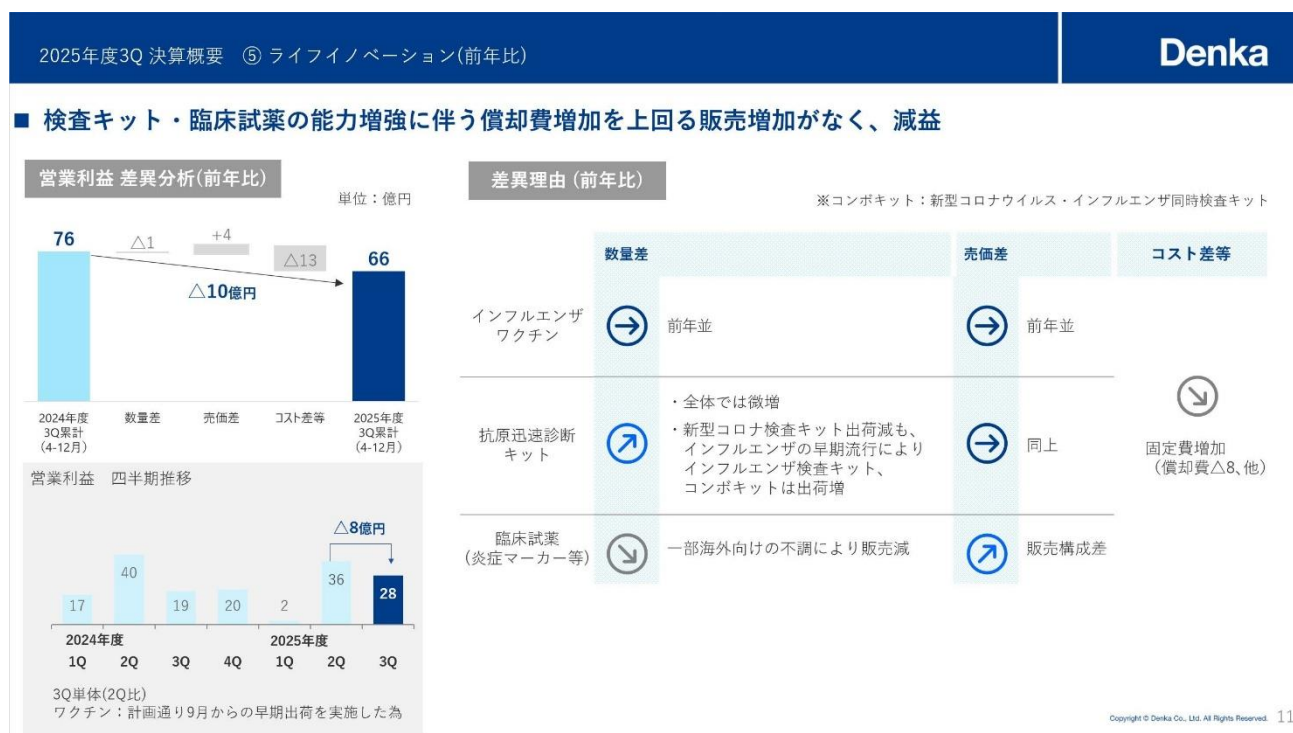 2025年度3Q 決算概要 ⑤ ライフイノベーション(前年比)
Denka
■ 検査キット・臨床試薬の能力増強に伴う償却費増加を上回る販売増加がなく、減益
営業利益 差異分析(前年比)
単位：億円
76
△1
+4
△13
66
△10億円
2024年度
3Q累計
(4-12月)
数量差
売価差
コスト差等
2025年度
3Q累計
(4-12月)
営業利益 四半期推移
△8億円
17
40
19
20
2
36
28
2024年度
2025年度
1Q
2Q
3Q
4Q
1Q
2Q
3Q
3Q単体(2Q比)
ワクチン：計画通り9月からの早期出荷を実施した為
差異理由 (前年比)
※コンボキット：新型コロナウイルス・インフルエンザ同時検査キット
数量差
売価差
コスト差等
インフルエンザ
ワクチン
前年並
前年並
抗原迅速診断
キット
・全体では微増
・新型コロナ検査キット出荷減も、
インフルエンザの早期流行により
インフルエンザ検査キット、
コンボキットは出荷増
同上
固定費増加
（償却費△8、他）
臨床試薬
(炎症マーカー等)
一部海外向けの不調により販売減
販売構成差
Copyright © Denka Co., Ltd. All Rights Reserved.
11